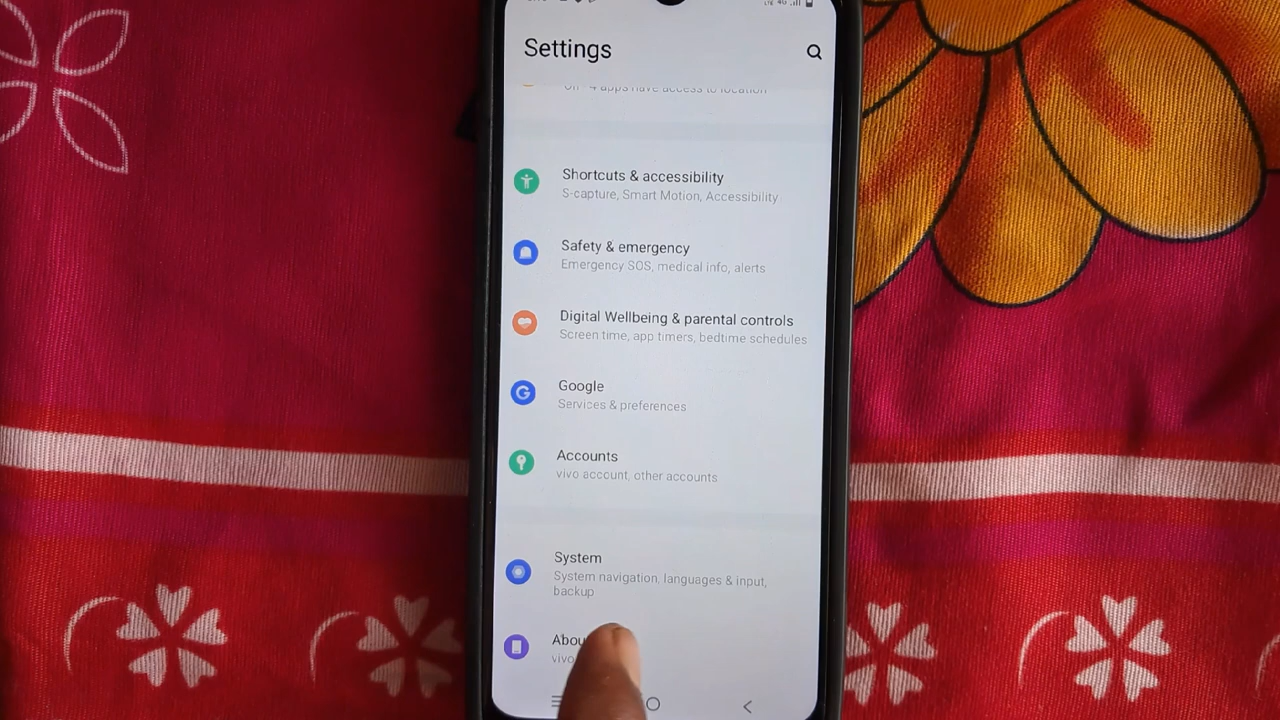 Settings
4 apps have access to location
Shortcuts & accessibility
S-capture, Smart Motion, Accessibility
Safety & emergency
Emergency SOS, medical info, alerts
Digital Wellbeing & parental controls
Screen time, app timers, bedtime schedules
Google
Services & preferences
Accounts
vivo account, other accounts
System
System navigation, languages & input,
backup
Abou
vivo